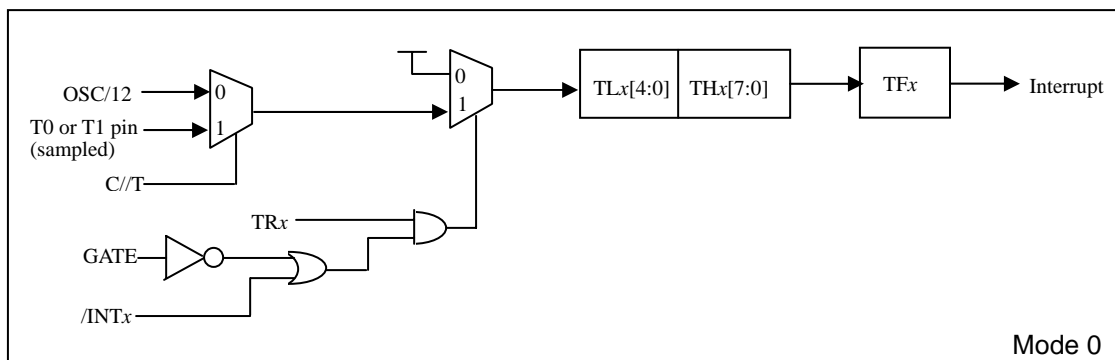 OSC/12
T0 or T1 pin
(sampled)
C//T
0
1
0
1
TLx[4:0]
THx[7:0]
TFx
Interrupt
TRx
GATE
/INTx
Mode 0